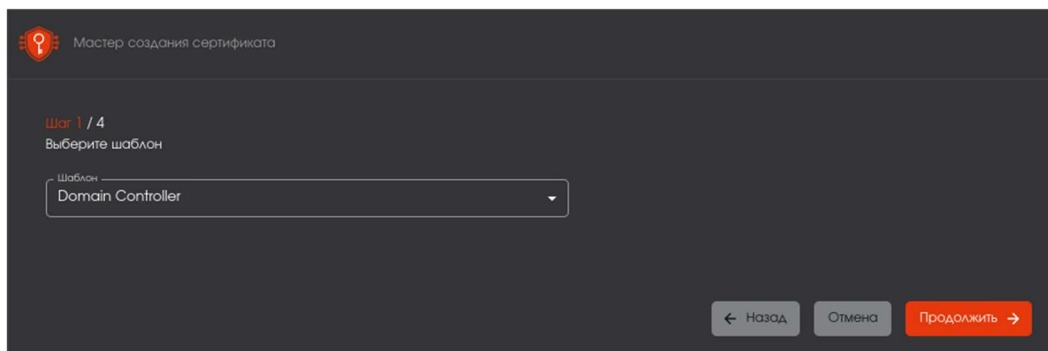 Мастер создания сертификата
Шаг 1 / 4
Выберите шаблон
Шаблон
Domain Controller
← Назад
Отмена
Продолжить →